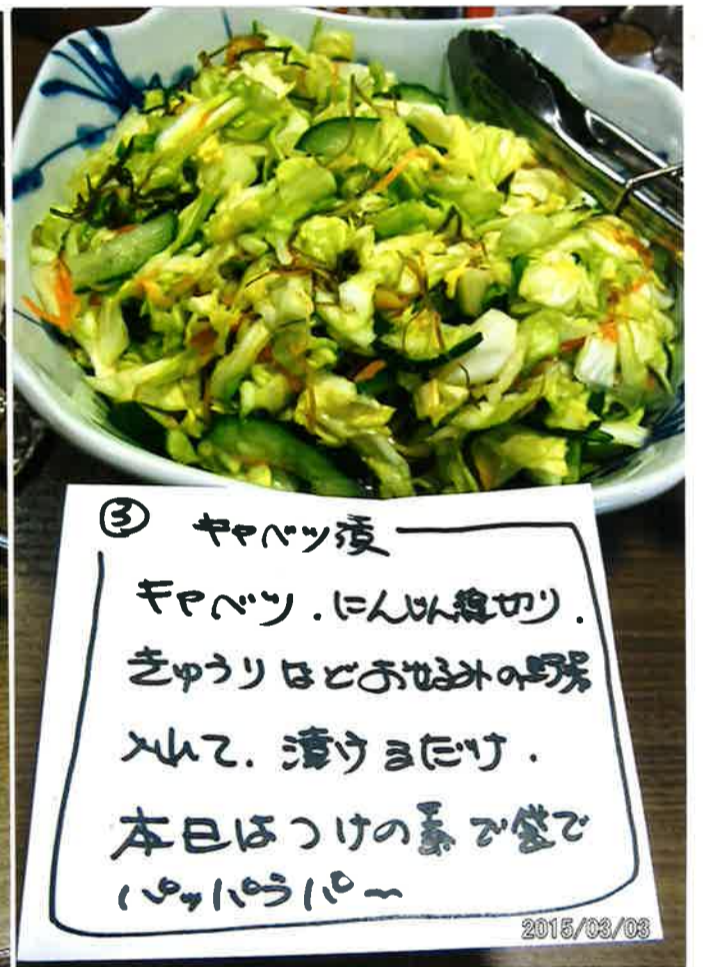 ③ キャベツ漬
キャベツ.にんじん線切り.
きゅうりなどおせるみの野菜
入れて.漬けるだけ.
本日はつけの素で袋で
パッパラパ〜
2015/03/03